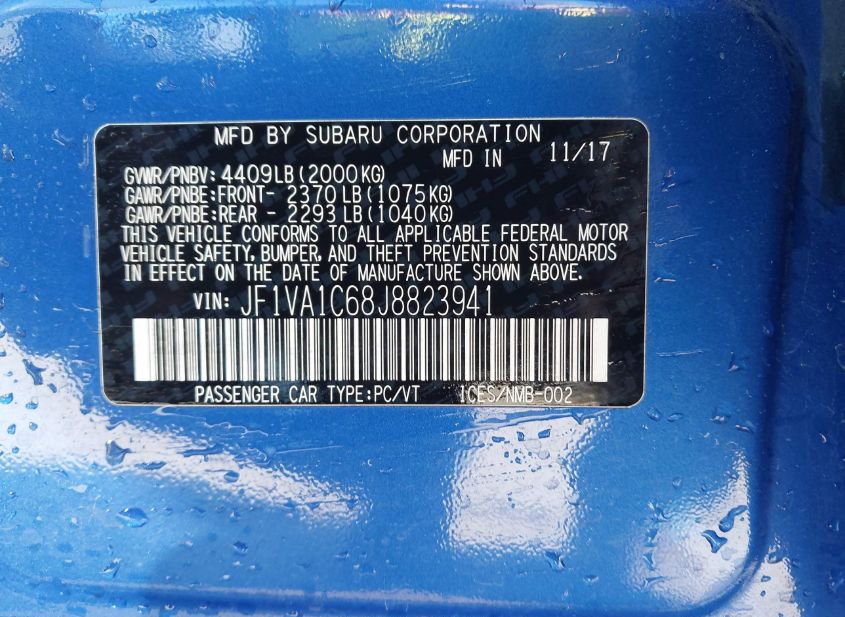 MFD BY SUBARU CORPORATION
MFD IN 11/17
GVWR/PNBV: 4409LB(2000KG)
GAWR/PNBE:FRONT- 2370 LB(1075KG)
GAWR/PNBE:REAR - 2293 LB(1040KG)
THIS VEHICLE CONFORMS TO ALL APPLICABLE FEDERAL MOTOR
VEHICLE SAFETY, BUMPER, AND THEFT PREVENTION STANDARDS
IN EFFECT ON THE DATE OF MANUFACTURE SHOWN ABOVE.
VIN: JF1VA1C68J8823941
PASSENGER CAR TYPE:PC/VT ICES/NMB-002